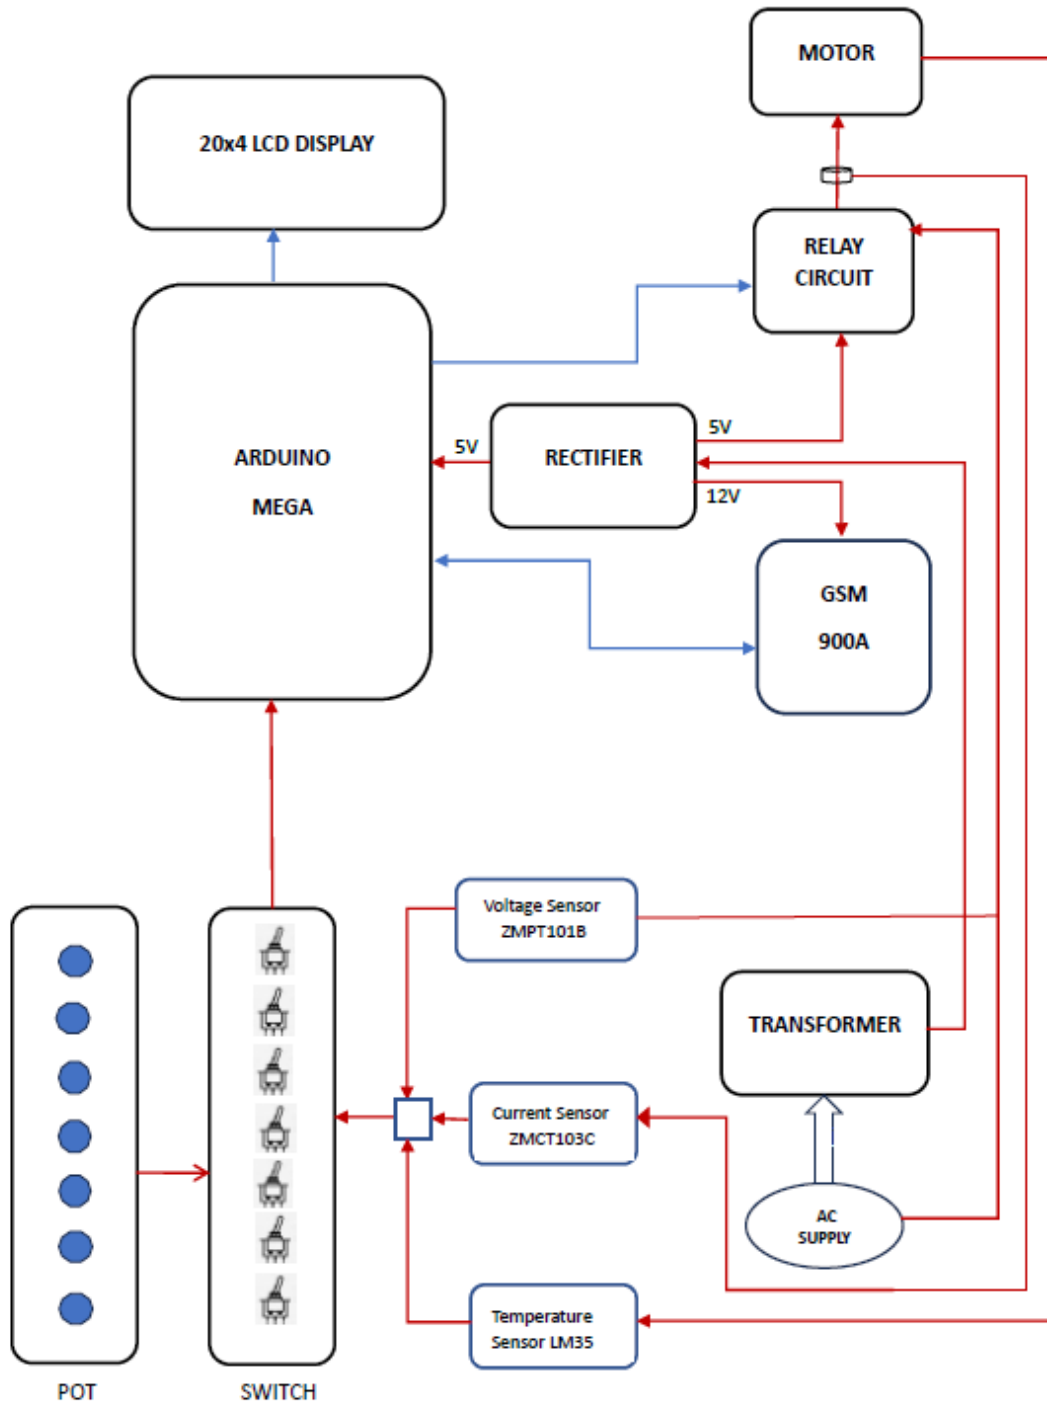 MOTOR
20x4 LCD DISPLAY
RELAY
CIRCUIT
5V
RECTIFIER
5V
12V
ARDUINO
MEGA
GSM
900A
Voltage Sensor
ZMPT101B
TRANSFORMER
Current Sensor
ZMCT103C
AC
SUPPLY
Temperature
Sensor LM35
POT
SWITCH